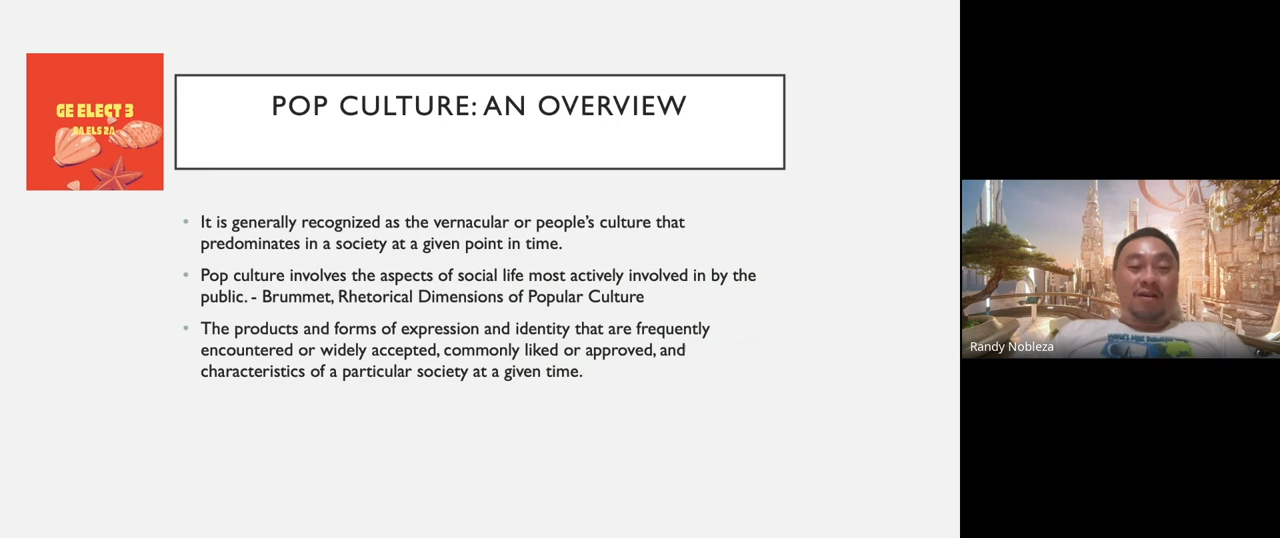 GE ELECT 3
BA ELS 2A
POP CULTURE: AN OVERVIEW
• It is generally recognized as the vernacular or people's culture that
predominates in a society at a given point in time.
• Pop culture involves the aspects of social life most actively involved in by the
public. - Brummet, Rhetorical Dimensions of Popular Culture
• The products and forms of expression and identity that are frequently
encountered or widely accepted, commonly liked or approved, and
characteristics of a particular society at a given time.
Randy Nobleza